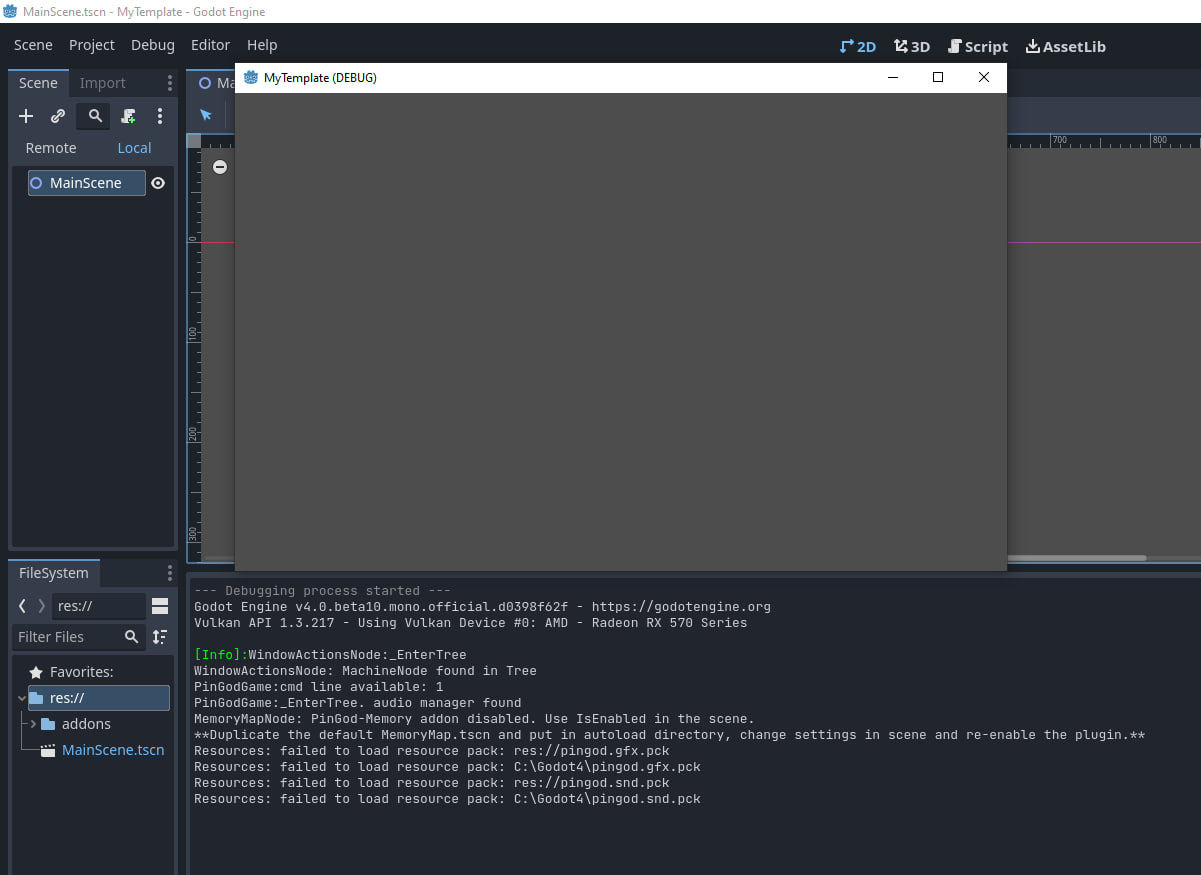 MainScene.tscn - MyTemplate - Godot Engine
Scene Project Debug Editor Help
2D 3D Script AssetLib
Scene Import
Ma
MyTemplate (DEBUG)
Remote Local
MainScene
700 800
0
100
200
300
FileSystem
res://
Filter Files
Favorites:
res://
addons
MainScene.tscn
--- Debugging process started ---
Godot Engine v4.0.beta10.mono.official.d0398f62f - https://godotengine.org
Vulkan API 1.3.217 - Using Vulkan Device #0: AMD - Radeon RX 570 Series
[Info]:WindowActionsNode:_EnterTree
WindowActionsNode: MachineNode found in Tree
PinGodGame:cmd line available: 1
PinGodGame:_EnterTree. audio manager found
MemoryMapNode: PinGod-Memory addon disabled. Use IsEnabled in the scene.
**Duplicate the default MemoryMap.tscn and put in autoload directory, change settings in scene and re-enable the plugin.**
Resources: failed to load resource pack: res://pingod.gfx.pck
Resources: failed to load resource pack: C:\Godot4\pingod.gfx.pck
Resources: failed to load resource pack: res://pingod.snd.pck
Resources: failed to load resource pack: C:\Godot4\pingod.snd.pck